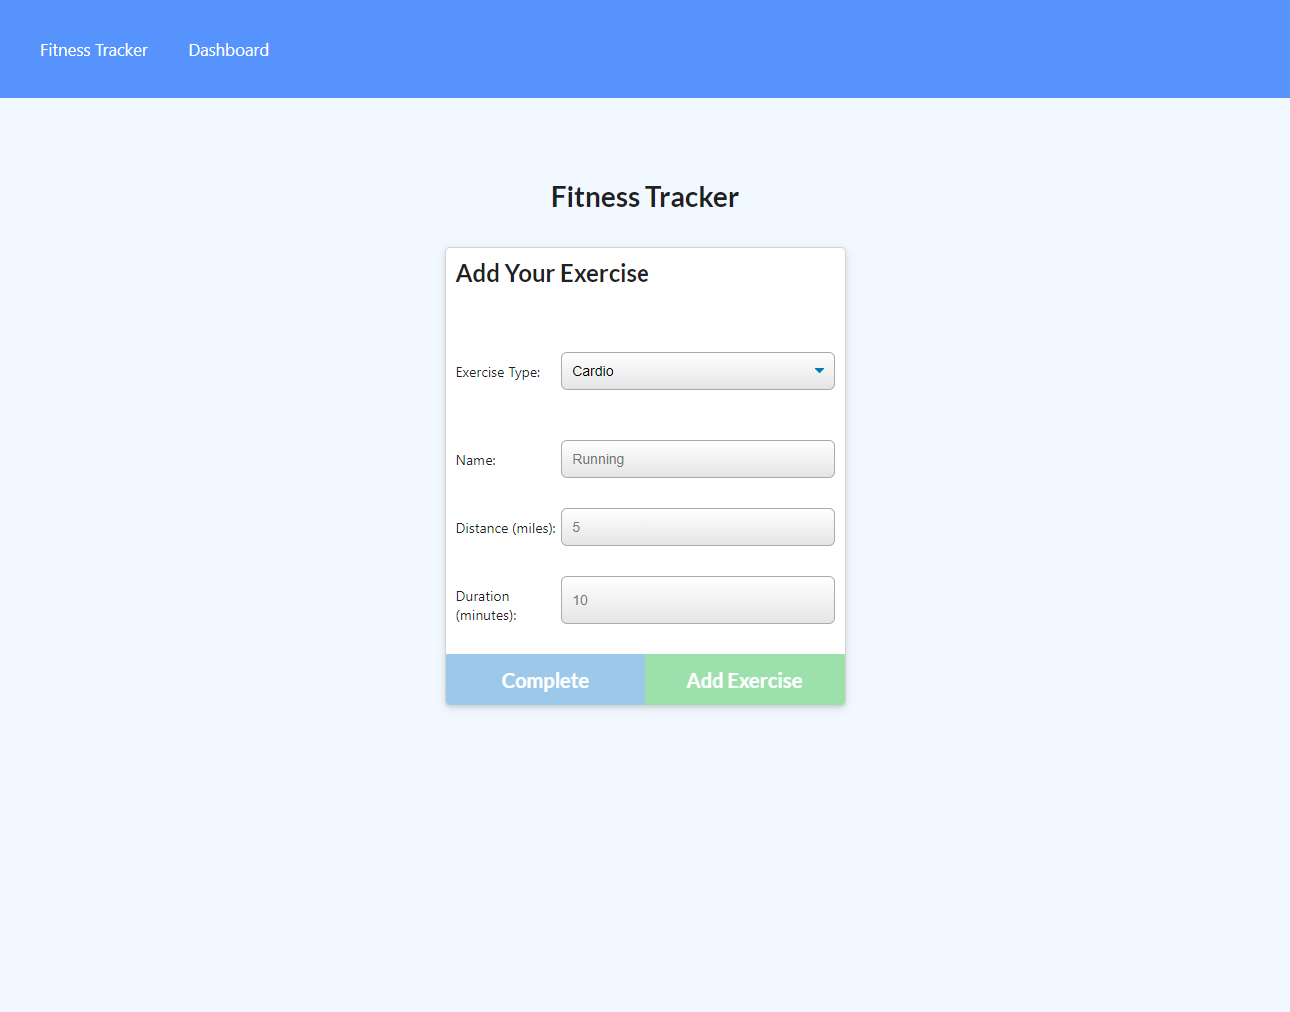 Fitness Tracker Dashboard
Fitness Tracker
Add Your Exercise
Exercise Type: Cardio
Name: Running
Distance (miles): 5
Duration
(minutes): 10
Complete Add Exercise